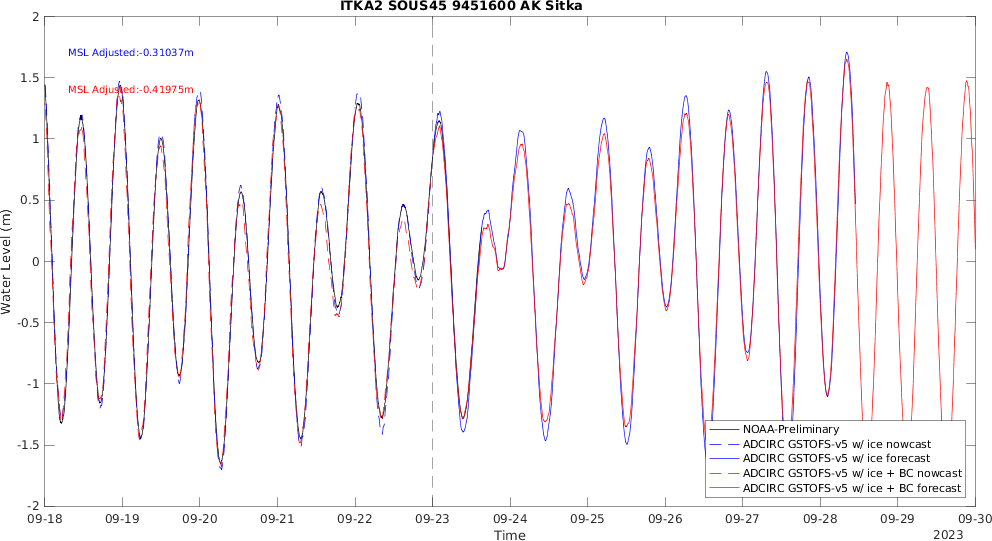 ITKA2 SOUS45 9451600 AK Sitka
MSL Adjusted:-0.31037m
MSL Adjusted:-0.41975m
Water Level (m)
2
1.5
1
0.5
0
-0.5
-1
-1.5
-2
NOAA-Preliminary
ADCIRC GSTOFS-v5 w/ ice nowcast
ADCIRC GSTOFS-v5 w/ ice forecast
ADCIRC GSTOFS-v5 w/ ice + BC nowcast
ADCIRC GSTOFS-v5 w/ ice + BC forecast
09-18 09-19 09-20 09-21 09-22 09-23 09-24 09-25 09-26 09-27 09-28 09-29 09-30
Time
2023